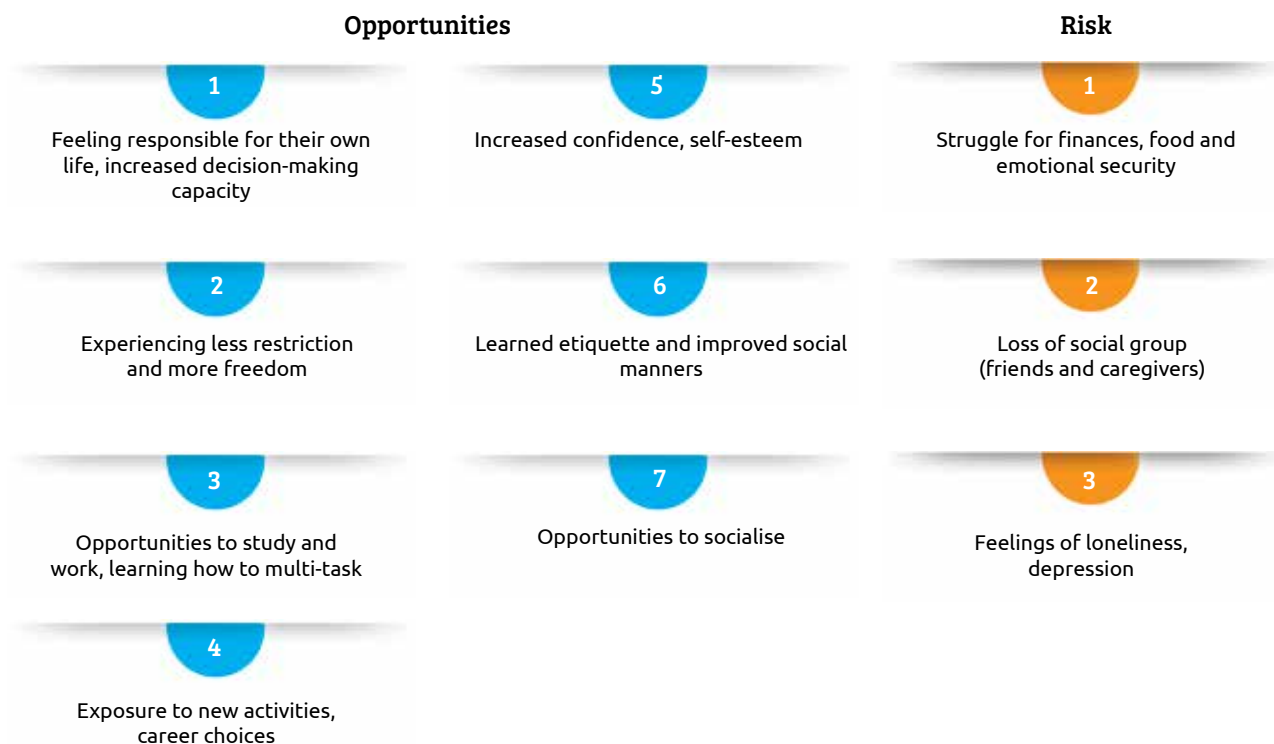 Opportunities
1
Feeling responsible for their own
life, increased decision-making
capacity
2
Experiencing less restriction
and more freedom
3
Opportunities to study and
work, learning how to multi-task
4
Exposure to new activities,
career choices
5
Increased confidence, self-esteem
6
Learned etiquette and improved social
manners
7
Opportunities to socialise
Risk
1
Struggle for finances, food and
emotional security
2
Loss of social group
(friends and caregivers)
3
Feelings of loneliness,
depression